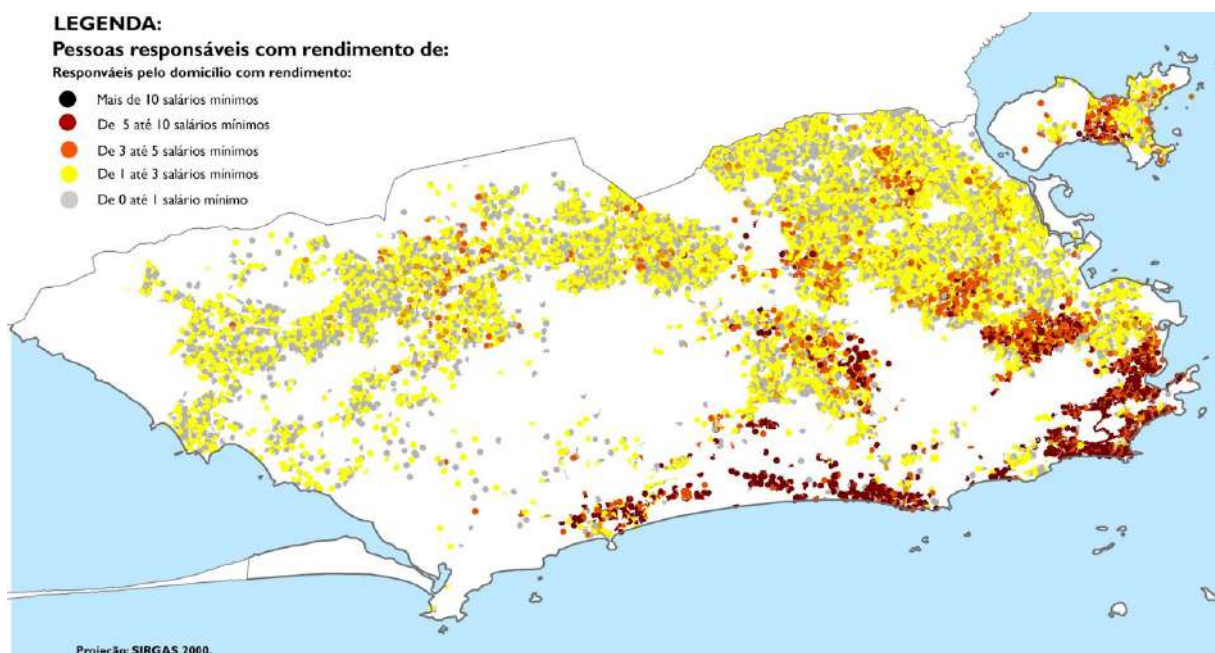 LEGENDA:
Pessoas responsáveis com rendimento de:
Responváeis pelo domicílio com rendimento:
Mais de 10 salários mínimos
De 5 até 10 salários mínimos
De 3 até 5 salários mínimos
De 1 até 3 salários mínimos
De 0 até 1 salário mínimo
Projeção: SIRGAS 2000.